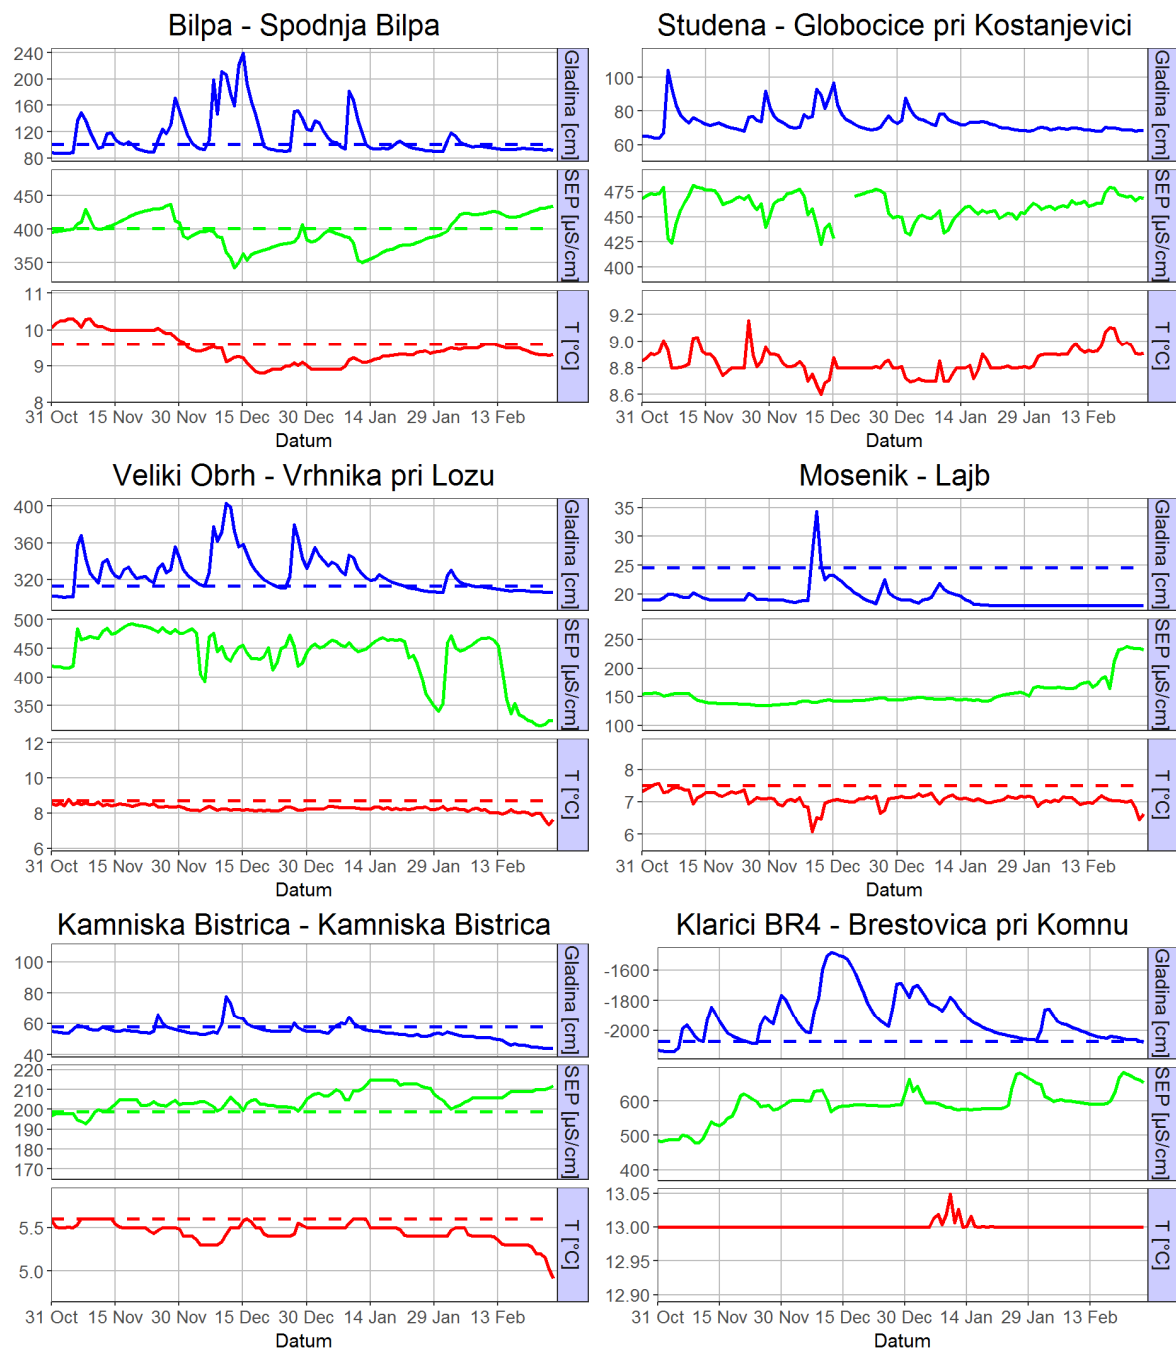 Bilpa - Spodnja Bilpa
240
200
160
120
80
Gladina [cm]
450
400
350
SEP [µS/cm]
11
10
9
8
T [°C]
31 Oct 15 Nov 30 Nov 15 Dec 30 Dec 14 Jan 29 Jan 13 Feb
Datum
Studena - Globocice pri Kostanjevici
100
80
60
Gladina [cm]
475
450
425
400
SEP [µS/cm]
9.2
9.0
8.8
8.6
T [°C]
31 Oct 15 Nov 30 Nov 15 Dec 30 Dec 14 Jan 29 Jan 13 Feb
Datum
Veliki Obrh - Vrhnika pri Lozu
400
360
320
Gladina [cm]
500
450
400
350
SEP [µS/cm]
12
10
8
6
T [°C]
31 Oct 15 Nov 30 Nov 15 Dec 30 Dec 14 Jan 29 Jan 13 Feb
Datum
Mosenik - Lajb
35
30
25
20
Gladina [cm]
250
200
150
100
SEP [µS/cm]
8
7
6
T [°C]
31 Oct 15 Nov 30 Nov 15 Dec 30 Dec 14 Jan 29 Jan 13 Feb
Datum
Kamniska Bistrica - Kamniska Bistrica
100
80
60
40
Gladina [cm]
220
210
200
190
180
170
SEP [µS/cm]
5.5
5.0
T [°C]
31 Oct 15 Nov 30 Nov 15 Dec 30 Dec 14 Jan 29 Jan 13 Feb
Datum
Klarici BR4 - Brestovica pri Komnu
-1600
-1800
-2000
Gladina [cm]
600
500
400
SEP [µS/cm]
13.05
13.00
12.95
12.90
T [°C]
31 Oct 15 Nov 30 Nov 15 Dec 30 Dec 14 Jan 29 Jan 13 Feb
Datum